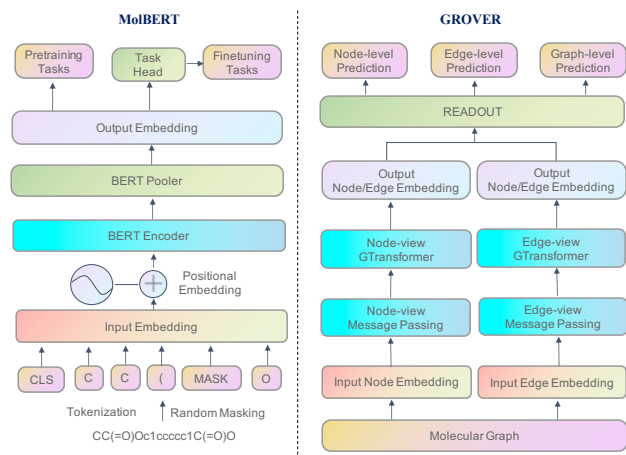 MolBERT
Pretraining
Tasks
Task
Head
Finetuning
Tasks
Output Embedding
BERT Pooler
BERT Encoder
Positional
Embedding
Input Embedding
CLS
C
C
(
MASK
O
Tokenization
Random Masking
CC(=O)Oc1ccccc1C(=O)O
GROVER
Node-level
Prediction
Edge-level
Prediction
Graph-level
Prediction
READOUT
Output
Node/Edge Embedding
Output
Node/Edge Embedding
Node-view
GTransformer
Edge-view
GTransformer
Node-view
Message Passing
Edge-view
Message Passing
Input Node Embedding
Input Edge Embedding
Molecular Graph